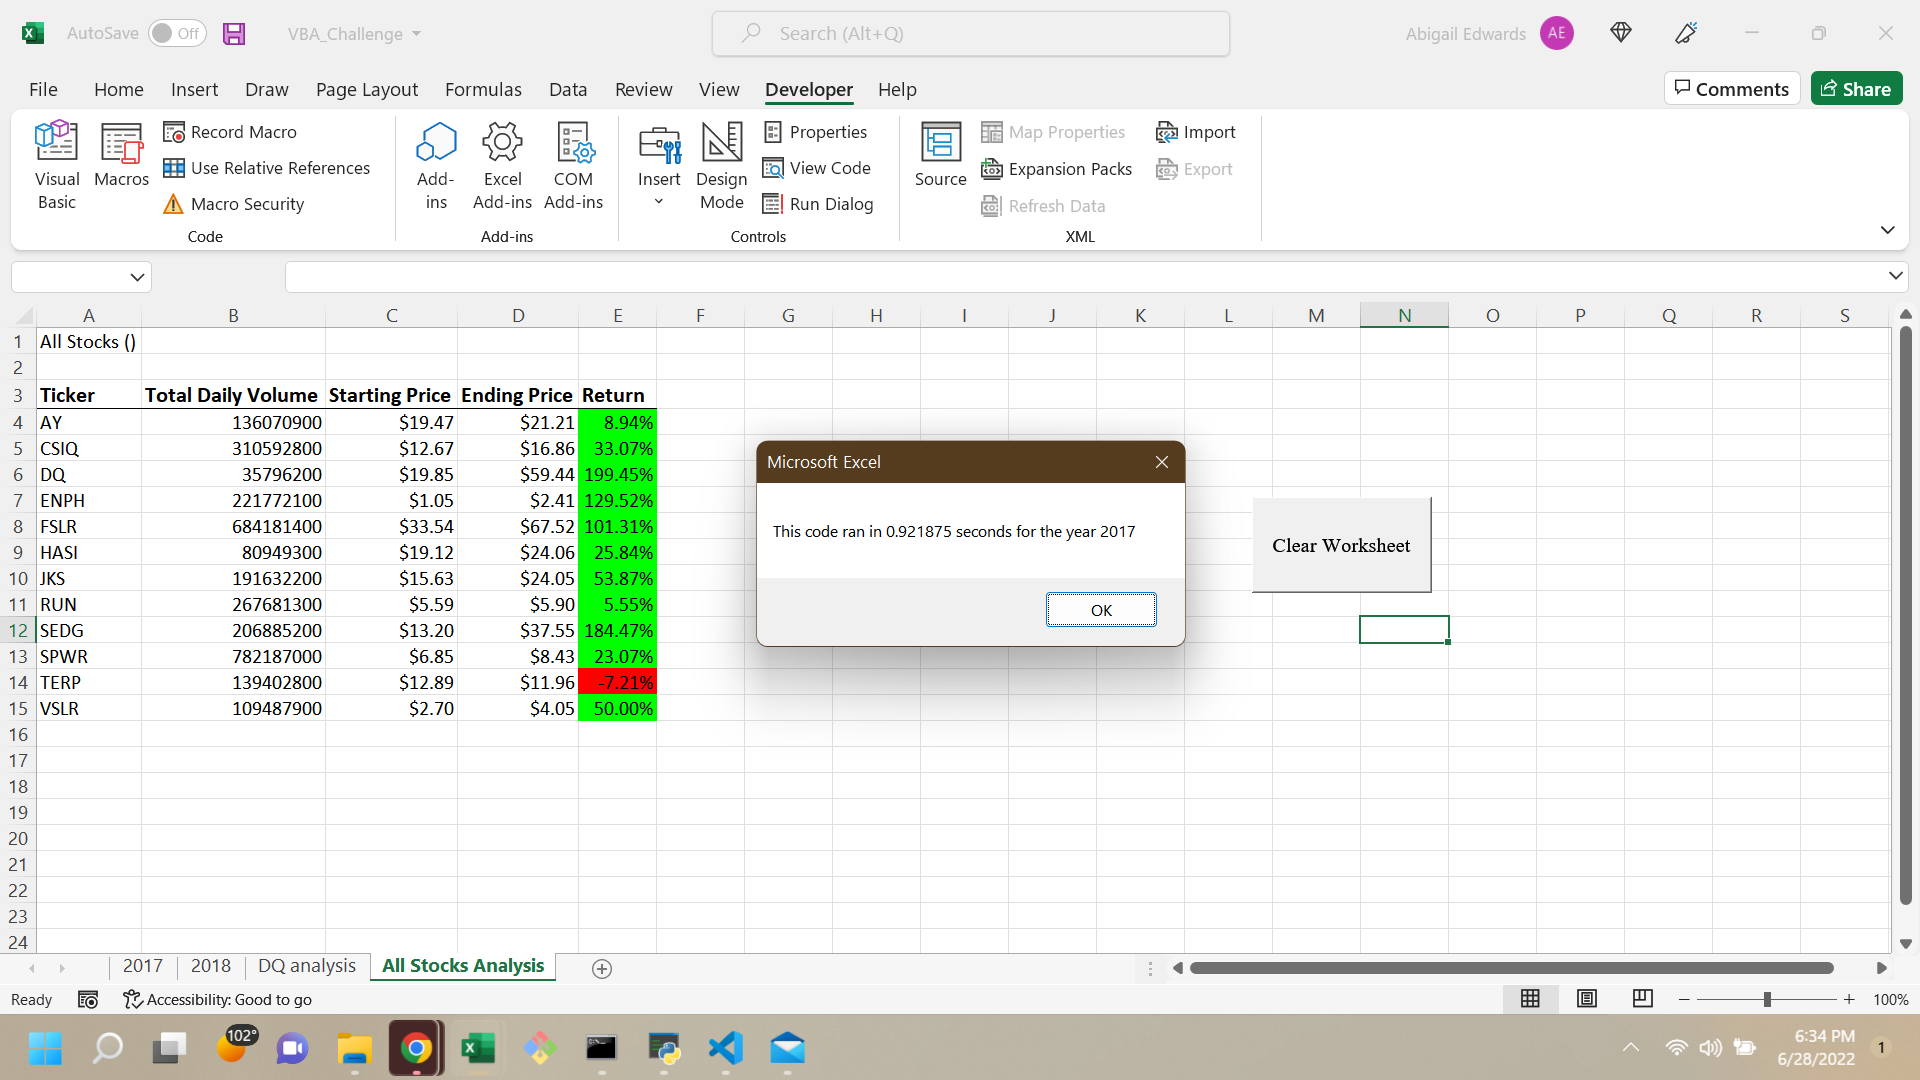 AutoSave Off VBA_Challenge Search (Alt+Q) Abigail Edwards AE
File Home Insert Draw Page Layout Formulas Data Review View Developer Help Comments Share
Visual Basic
Macros
Record Macro
Use Relative References
Macro Security
Code
Add-ins
Excel Add-ins
COM Add-ins
Add-ins
Insert
Design Mode
Properties
View Code
Run Dialog
Controls
Source
Map Properties
Expansion Packs
Refresh Data
Import
Export
XML
A B C D E F G H I J K L M N O P Q R S
1 All Stocks ()
2
3 Ticker Total Daily Volume Starting Price Ending Price Return
4 AY 136070900 $19.47 $21.21 8.94%
5 CSIQ 310592800 $12.67 $16.86 33.07%
6 DQ 35796200 $19.85 $59.44 199.45%
7 ENPH 221772100 $1.05 $2.41 129.52%
8 FSLR 684181400 $33.54 $67.52 101.31%
9 HASI 80949300 $19.12 $24.06 25.84%
10 JKS 191632200 $15.63 $24.05 53.87%
11 RUN 267681300 $5.59 $5.90 5.55%
12 SEDG 206885200 $13.20 $37.55 184.47%
13 SPWR 782187000 $6.85 $8.43 23.07%
14 TERP 139402800 $12.89 $11.96 -7.21%
15 VSLR 109487900 $2.70 $4.05 50.00%
16
17
18
19
20
21
22
23
24
Microsoft Excel
This code ran in 0.921875 seconds for the year 2017
OK
Clear Worksheet
2017 2018 DQ analysis All Stocks Analysis
Ready Accessibility: Good to go 100%
102°
6:34 PM
6/28/2022
1